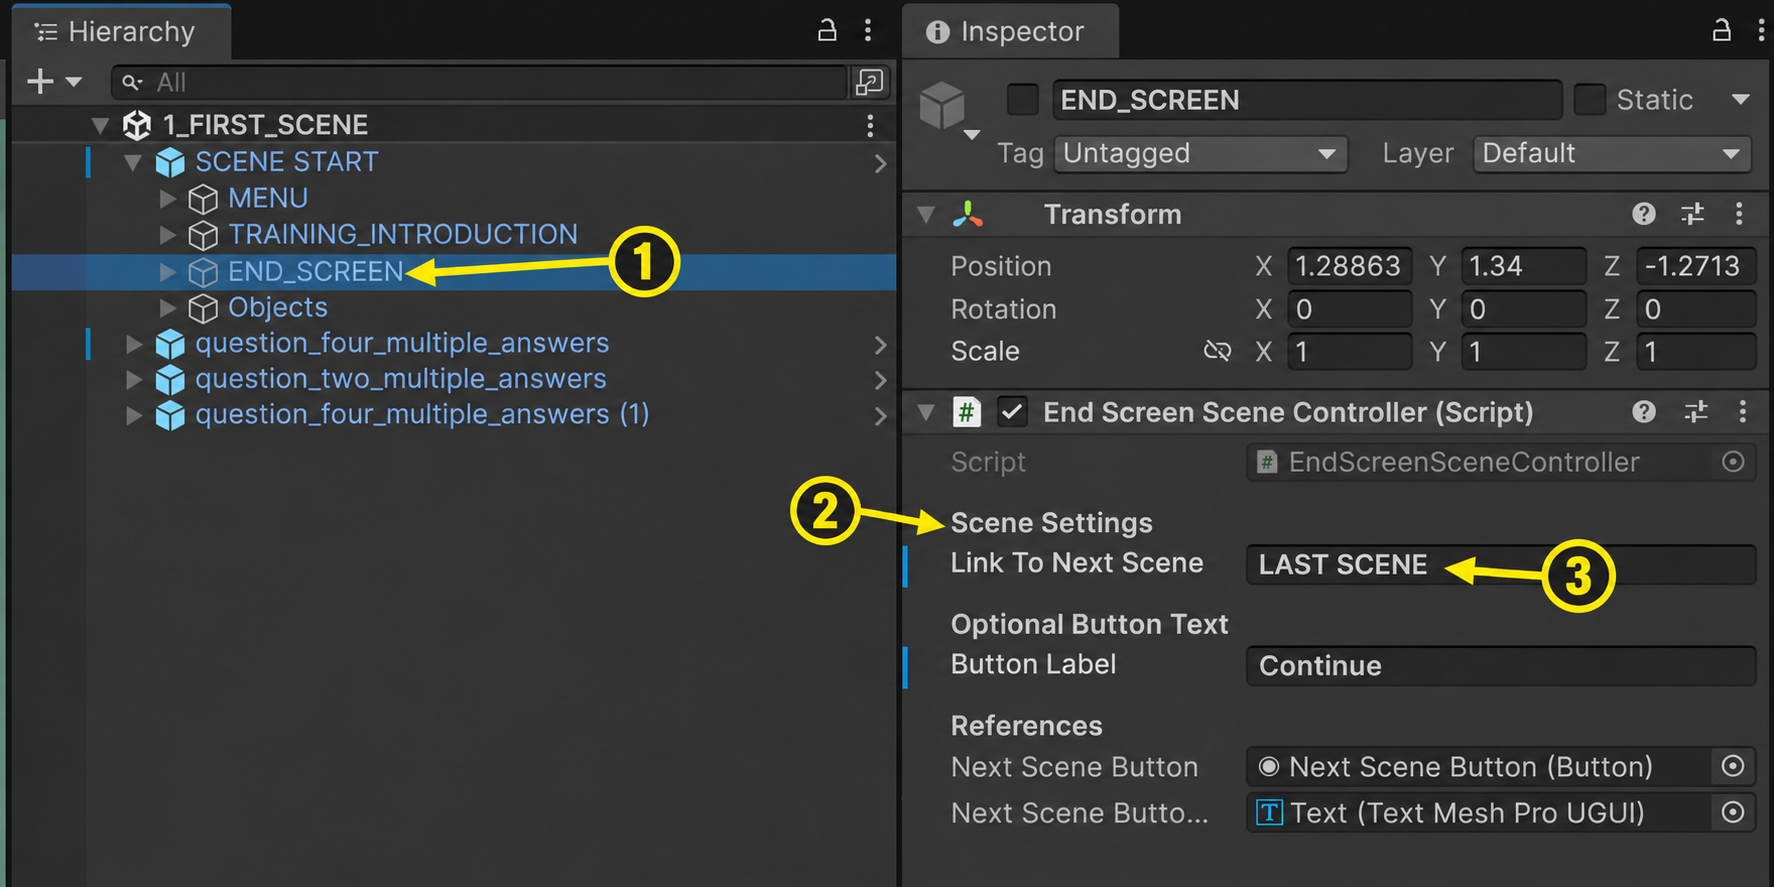 Hierarchy
All
1_FIRST_SCENE
SCENE START
MENU
TRAINING_INTRODUCTION
END_SCREEN
1
Objects
question_four_multiple_answers
question_two_multiple_answers
question_four_multiple_answers (1)
Inspector
END_SCREEN Static
Tag Untagged Layer Default
Transform
Position X 1.28863 Y 1.34 Z -1.2713
Rotation X 0 Y 0 Z 0
Scale X 1 Y 1 Z 1
# End Screen Scene Controller (Script)
Script # EndScreenSceneController
2 Scene Settings
Link To Next Scene LAST SCENE 3
Optional Button Text
Button Label Continue
References
Next Scene Button Next Scene Button (Button)
Next Scene Butto... T Text (Text Mesh Pro UGUI)